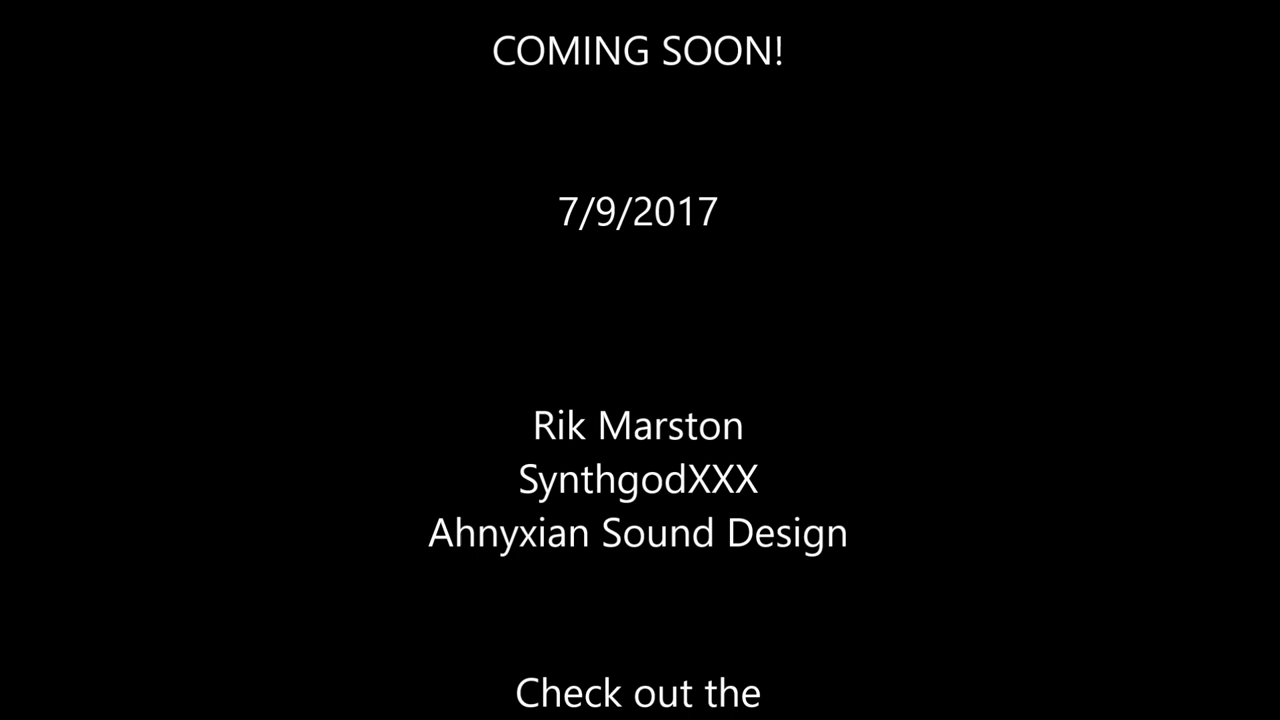 COMING SOON!
7/9/2017
Rik Marston
SynthgodXXX
Ahnyxian Sound Design
Check out the